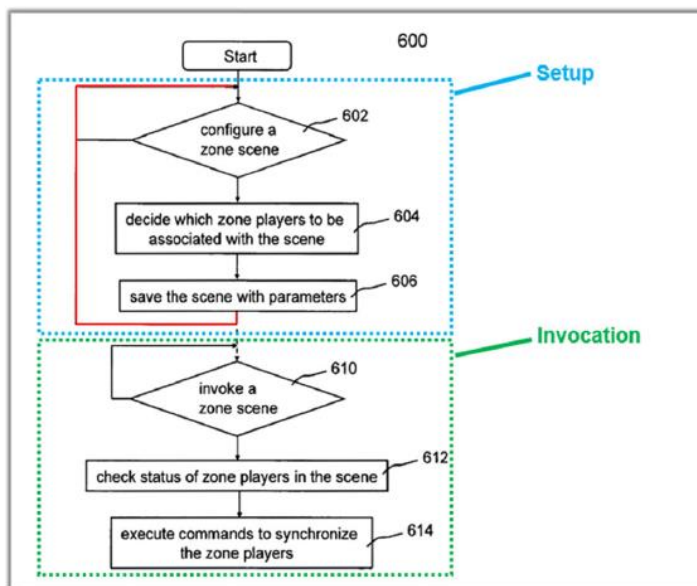 600
Start
Setup
602
configure a
zone scene
decide which zone players to be
associated with the scene
604
save the scene with parameters
606
Invocation
610
invoke a
zone scene
check status of zone players in the scene
612
execute commands to synchronize
the zone players
614